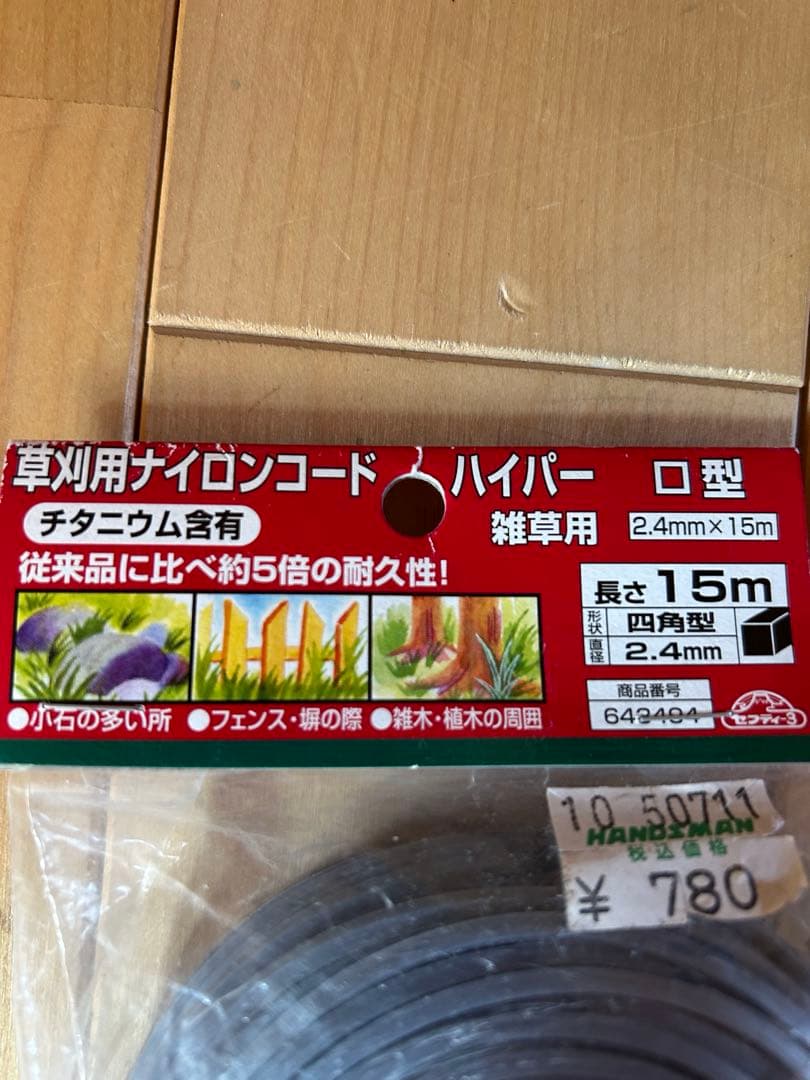 草刈用ナイロンコード ハイパー 口型
チタニウム含有
雑草用 2.4mm×15m
従来品に比べ約5倍の耐久性!
長さ 15m
形状 四角型
直径 2.4mm
●小石の多い所 ●フェンス・塀の際 ●雑木・植木の周囲
商品番号
セフティー3
10 50711
HANDSMAN
税込価格
¥ 780